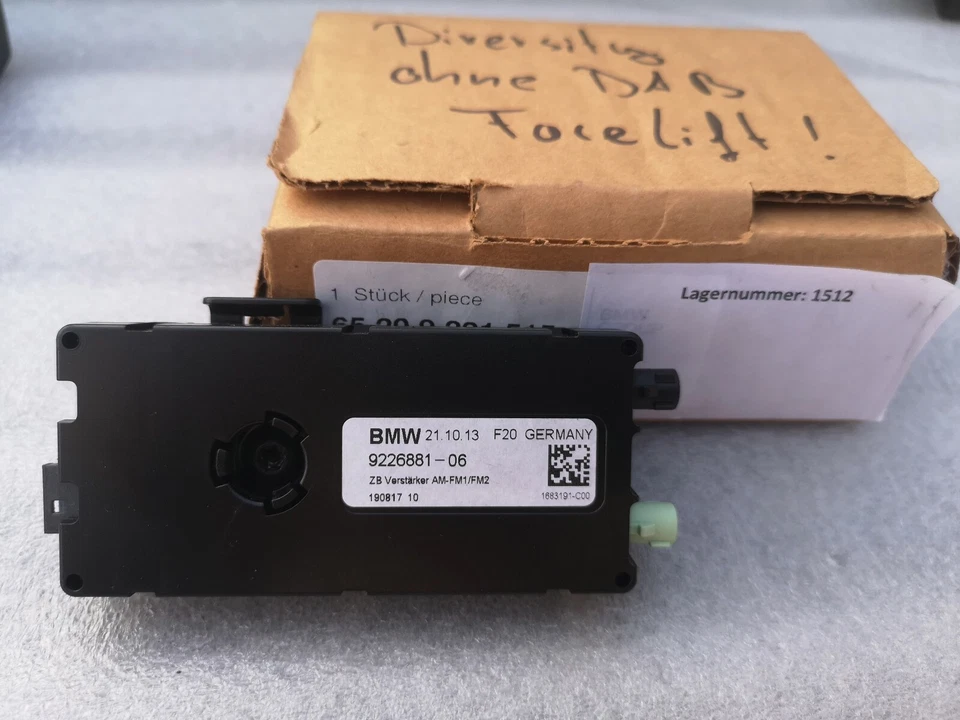 Diversity
ohne DAB
Facelift!
1 Stück / piece
Lagernummer: 1512
BMW 21.10.13 F20 GERMANY
9226881-06
ZB Verstärker AM-FM1/FM2
190817 10
1683191-C00